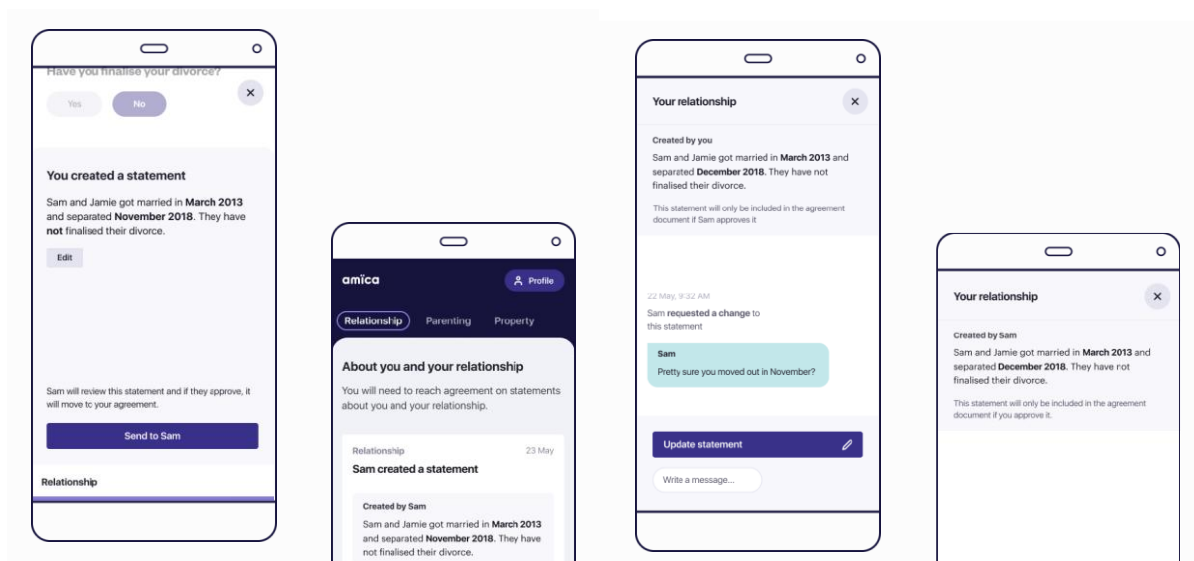 Have you finalise your divorce?
Yes
No
You created a statement
Sam and Jamie got married in March 2013
and separated November 2018. They have
not finalised their divorce.
Edit
Sam will review this statement and if they approve, it
will move to your agreement.
Send to Sam
Relationship
amïca
Profile
Relationship
Parenting
Property
About you and your relationship
You will need to reach agreement on statements
about you and your relationship.
Relationship
23 May
Sam created a statement
Created by Sam
Sam and Jamie got married in March 2013
and separated November 2018. They have
not finalised their divorce.
Your relationship
Created by you
Sam and Jamie got married in March 2013 and
separated December 2018. They have not
finalised their divorce.
This statement will only be included in the agreement
document if Sam approves it
22 May, 9:32 AM
Sam requested a change to
this statement
Sam
Pretty sure you moved out in November?
Update statement
Write a message...
Your relationship
Created by Sam
Sam and Jamie got married in March 2013 and
separated December 2018. They have not
finalised their divorce.
This statement will only be included in the agreement
document if you approve it.